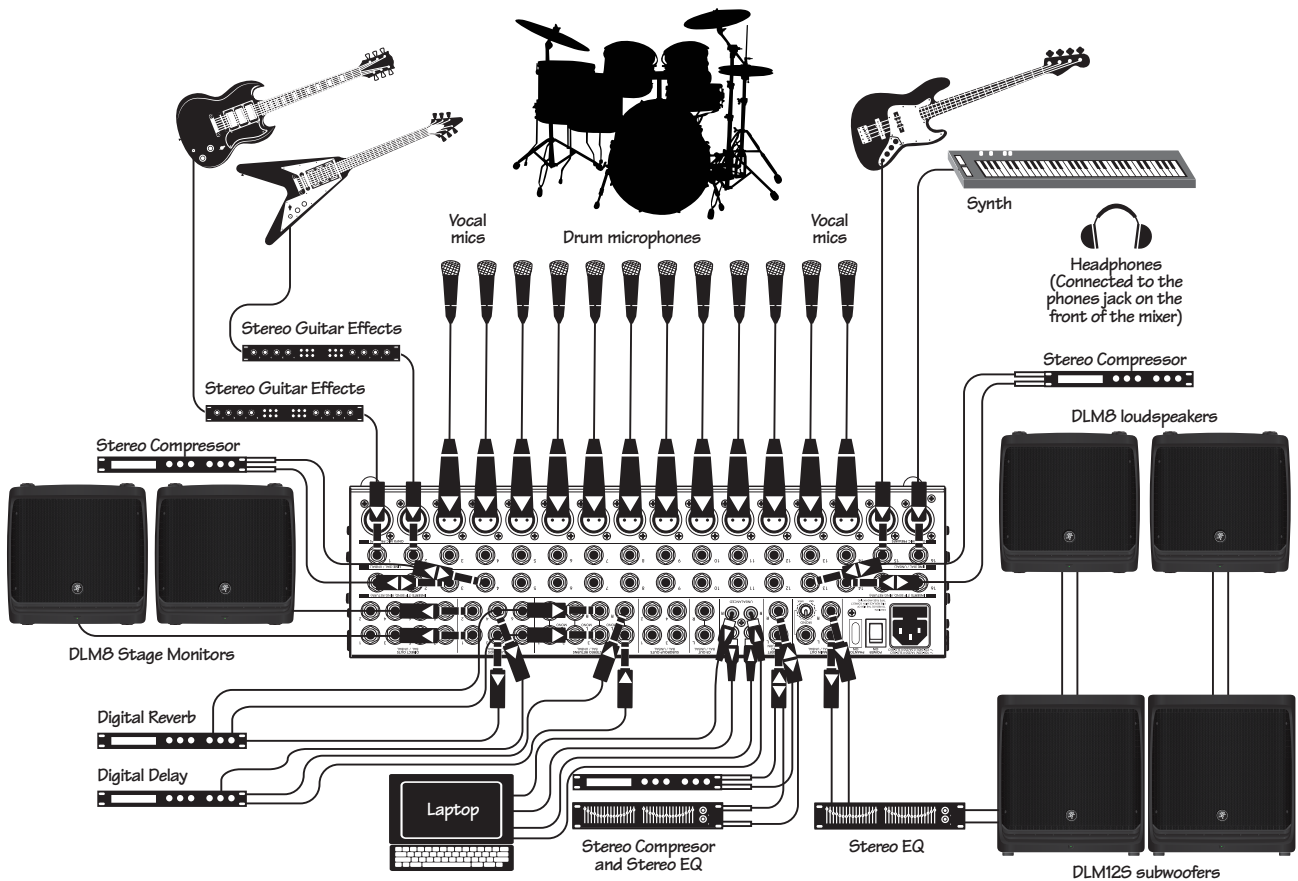 Vocal
mics
Drum microphones
Vocal
mics
Synth
Headphones
(Connected to the
phones jack on the
front of the mixer)
Stereo Guitar Effects
Stereo Guitar Effects
Stereo Compressor
Stereo Compressor
DLM8 loudspeakers
DLM8 Stage Monitors
Digital Reverb
Digital Delay
Laptop
Stereo Compresor
and Stereo EQ
Stereo EQ
DLM12S subwoofers